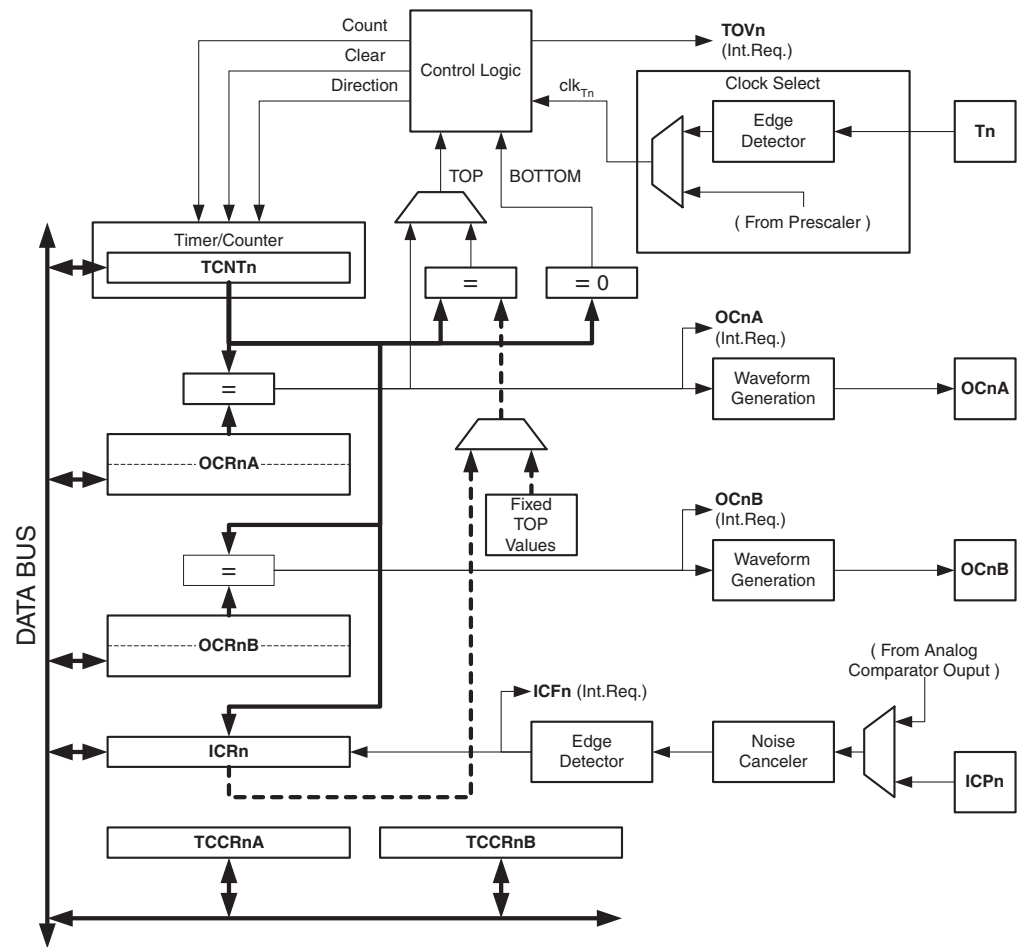 Count
Clear
Direction
Control Logic
TOVn
(Int.Req.)
clkTn
Clock Select
Edge
Detector
Tn
( From Prescaler )
TOP
BOTTOM
Timer/Counter
TCNTn
=
= 0
OCnA
(Int.Req.)
=
Waveform
Generation
OCnA
OCRnA
Fixed
TOP
Values
OCnB
(Int.Req.)
=
Waveform
Generation
OCnB
OCRnB
DATA BUS
( From Analog
Comparator Ouput )
ICFn (Int.Req.)
ICRn
Edge
Detector
Noise
Canceler
ICPn
TCCRnA
TCCRnB